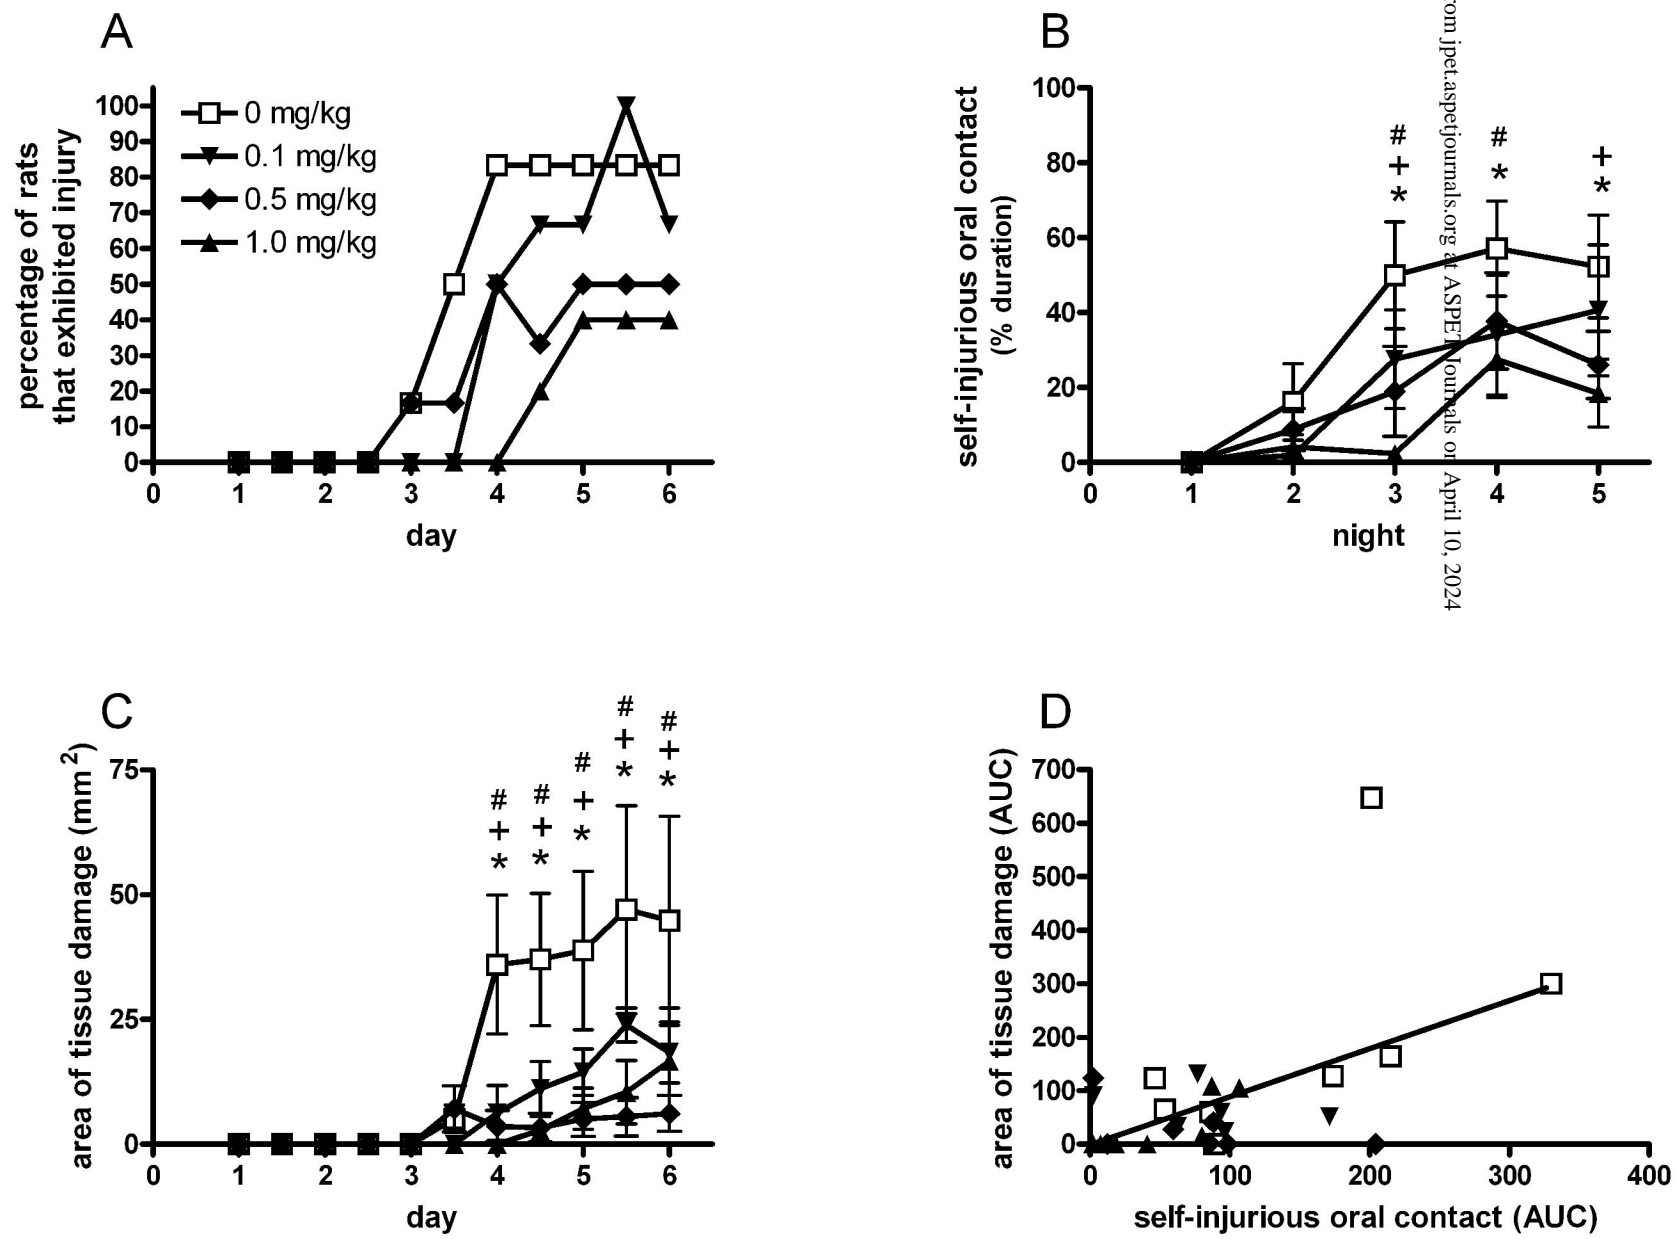 A
percentage of rats
that exhibited injury
100
90
80
70
60
50
40
30
20
10
0
0 mg/kg
0.1 mg/kg
0.5 mg/kg
1.0 mg/kg
0 1 2 3 4 5 6
day
B
self-injurious oral contact
(% duration)
100
80
60
40
20
0
#
+
*
#
*
+
*
0 1 2 3 4 5
night
rom jpet.aspetjournals.org at ASPET Journals on April 10, 2024
C
area of tissue damage (mm2)
75
50
25
0
#
+
*
#
+
*
#
+
*
#
+
*
#
+
*
0 1 2 3 4 5 6
day
D
area of tissue damage (AUC)
700
600
500
400
300
200
100
0
0 100 200 300 400
self-injurious oral contact (AUC)